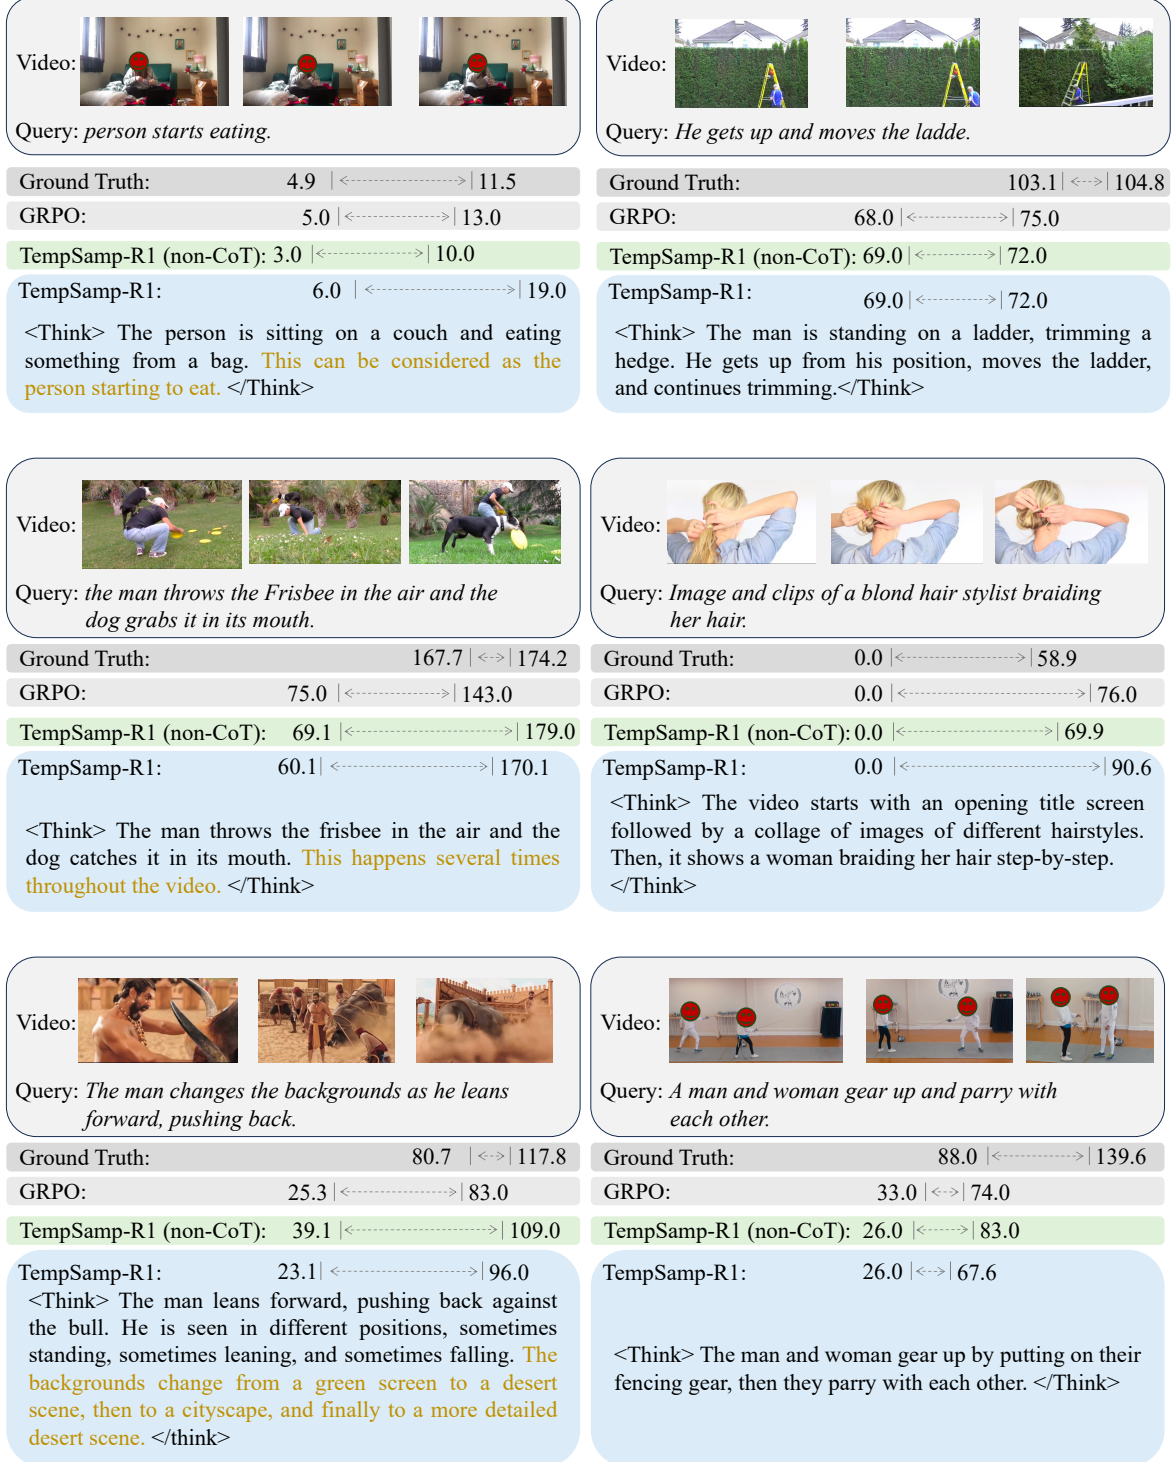 Video:
Query: person starts eating.
Ground Truth: 4.9 11.5
GRPO: 5.0 13.0
TempSamp-R1 (non-CoT): 3.0 10.0
TempSamp-R1: 6.0 19.0
<Think> The person is sitting on a couch and eating
something from a bag. This can be considered as the
person starting to eat. </Think>
Video:
Query: He gets up and moves the ladde.
Ground Truth: 103.1 104.8
GRPO: 68.0 75.0
TempSamp-R1 (non-CoT): 69.0 72.0
TempSamp-R1: 69.0 72.0
<Think> The man is standing on a ladder, trimming a
hedge. He gets up from his position, moves the ladder,
and continues trimming.</Think>
Video:
Query: the man throws the Frisbee in the air and the
dog grabs it in its mouth.
Ground Truth: 167.7 174.2
GRPO: 75.0 143.0
TempSamp-R1 (non-CoT): 69.1 179.0
TempSamp-R1: 60.1 170.1
<Think> The man throws the frisbee in the air and the
dog catches it in its mouth. This happens several times
throughout the video. </Think>
Video:
Query: Image and clips of a blond hair stylist braiding
her hair.
Ground Truth: 0.0 58.9
GRPO: 0.0 76.0
TempSamp-R1 (non-CoT): 0.0 69.9
TempSamp-R1: 0.0 90.6
<Think> The video starts with an opening title screen
followed by a collage of images of different hairstyles.
Then, it shows a woman braiding her hair step-by-step.
</Think>
Video:
Query: The man changes the backgrounds as he leans
forward, pushing back.
Ground Truth: 80.7 117.8
GRPO: 25.3 83.0
TempSamp-R1 (non-CoT): 39.1 109.0
TempSamp-R1: 23.1 96.0
<Think> The man leans forward, pushing back against
the bull. He is seen in different positions, sometimes
standing, sometimes leaning, and sometimes falling. The
backgrounds change from a green screen to a desert
scene, then to a cityscape, and finally to a more detailed
desert scene. </think>
Video:
Query: A man and woman gear up and parry with
each other.
Ground Truth: 88.0 139.6
GRPO: 33.0 74.0
TempSamp-R1 (non-CoT): 26.0 83.0
TempSamp-R1: 26.0 67.6
<Think> The man and woman gear up by putting on their
fencing gear, then they parry with each other. </Think>